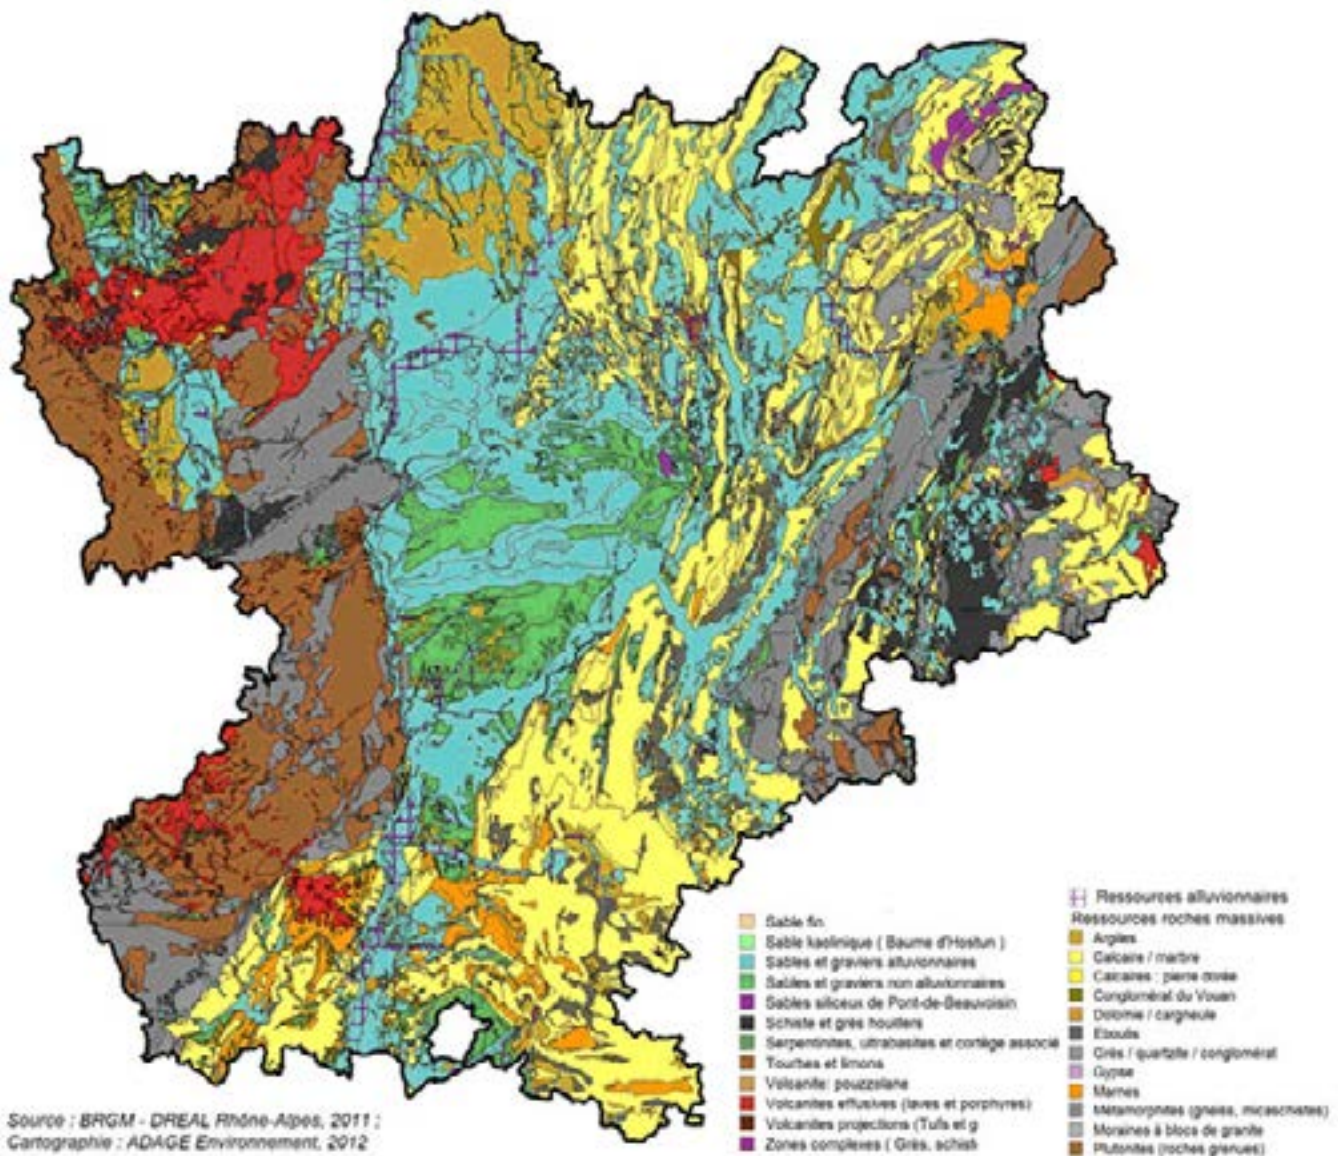 Sable fin
Sable kaolinique ( Baume d'Hostun )
Sables et graviers alluvionnaires
Sables et graviers non alluvionnaires
Sables siliceux de Pont-de-Beauvoisin
Schiste et grès houillers
Serpentinites, ultrabasites et cortège associé
Tourbes et limons
Volcanite: pouzzolane
Volcanites effusives (laves et porphyres)
Volcanites projections (Tufs et g
Zones complexes ( Grès, schist
Ressources alluvionnaires
Ressources roches massives
Argiles
Calcaire / marbre
Calcaires : pierre dorée
Conglomérat du Vouan
Dolomie / cargneule
Eboulis
Grès / quartzite / conglomérat
Gypse
Marnes
Métamorphites (gneiss, micaschistes)
Moraines à blocs de granite
Plutonites (roches grenues)
Source : BRGM - DREAL Rhône-Alpes, 2011 ;
Cartographie : ADAGE Environnement, 2012